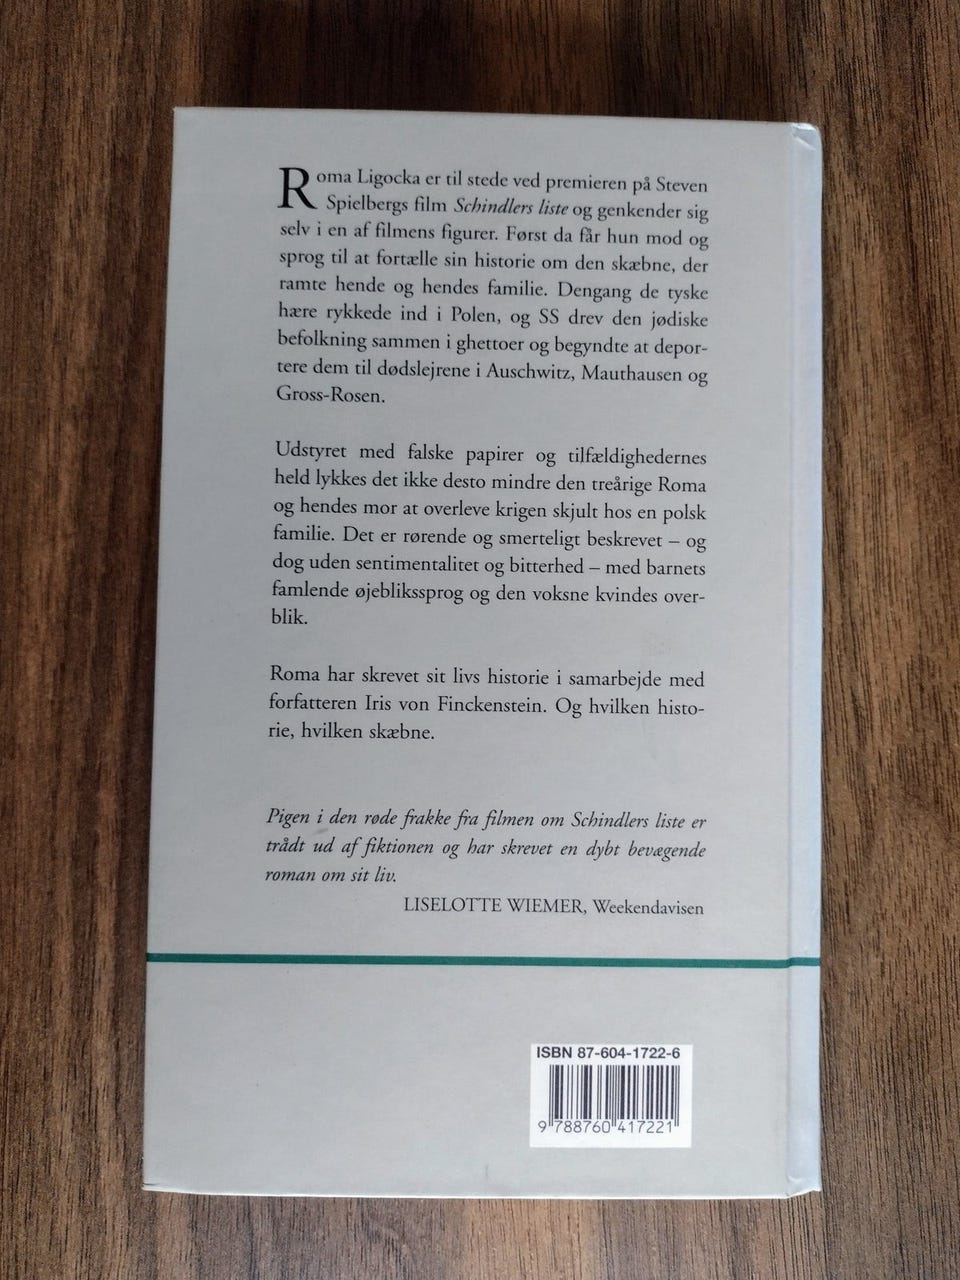 Roma Ligocka er til stede ved premieren på Steven
Spielbergs film Schindlers liste og genkender sig
selv i en af filmens figurer. Først da får hun mod og
sprog til at fortælle sin historie om den skæbne, der
ramte hende og hendes familie. Dengang de tyske
hære rykkede ind i Polen, og SS drev den jødiske
befolkning sammen i ghettoer og begyndte at depor-
tere dem til dødslejrene i Auschwitz, Mauthausen og
Gross-Rosen.
Udstyret med falske papirer og tilfældighedernes
held lykkes det ikke desto mindre den treårige Roma
og hendes mor at overleve krigen skjult hos en polsk
familie. Det er rørende og smerteligt beskrevet – og
dog uden sentimentalitet og bitterhed – med barnets
famlende øjeblikssprog og den voksne kvindes over-
blik.
Roma har skrevet sit livs historie i samarbejde med
forfatteren Iris von Finckenstein. Og hvilken histo-
rie, hvilken skæbne.
Pigen i den røde frakke fra filmen om Schindlers liste er
trådt ud af fiktionen og har skrevet en dybt bevægende
roman om sit liv.
LISELOTTE WIEMER, Weekendavisen
ISBN 87-604-1722-6
9 788760 417221